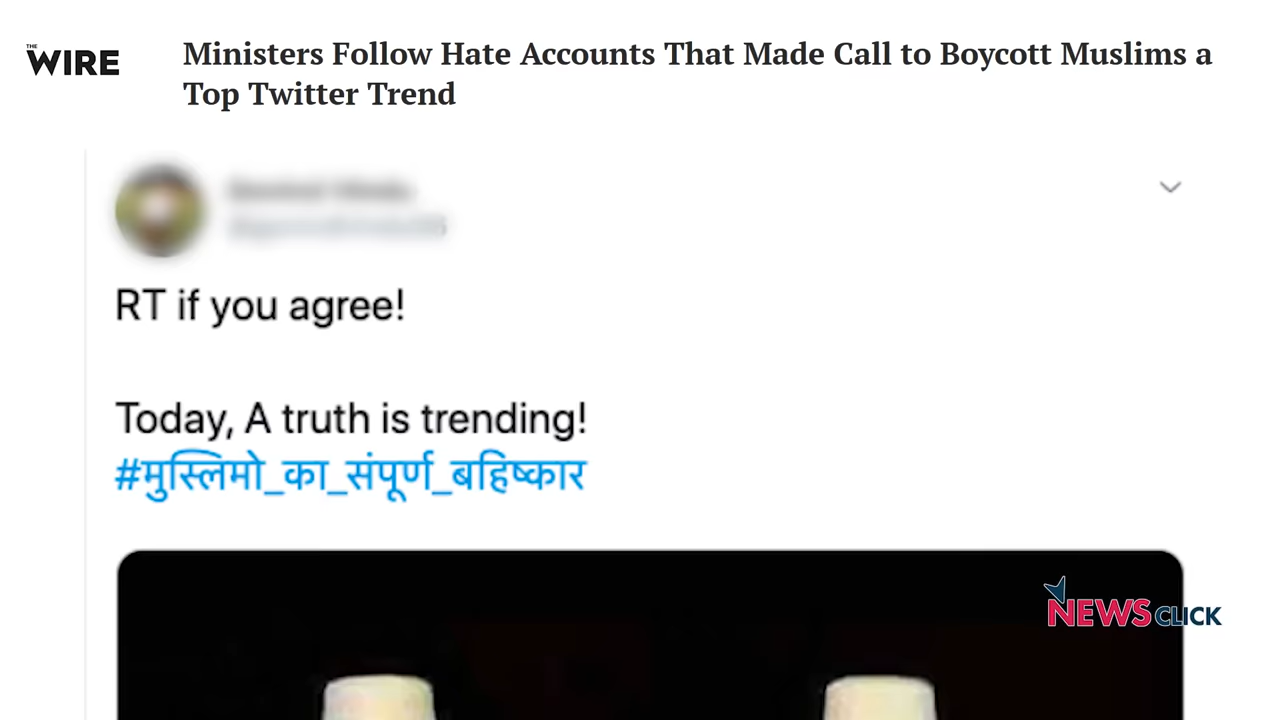 THE
WIRE
Ministers Follow Hate Accounts That Made Call to Boycott Muslims a
Top Twitter Trend
RT if you agree!
Today, A truth is trending!
#मुस्लिमो_का_संपूर्ण_बहिष्कार
NEWSCLICK